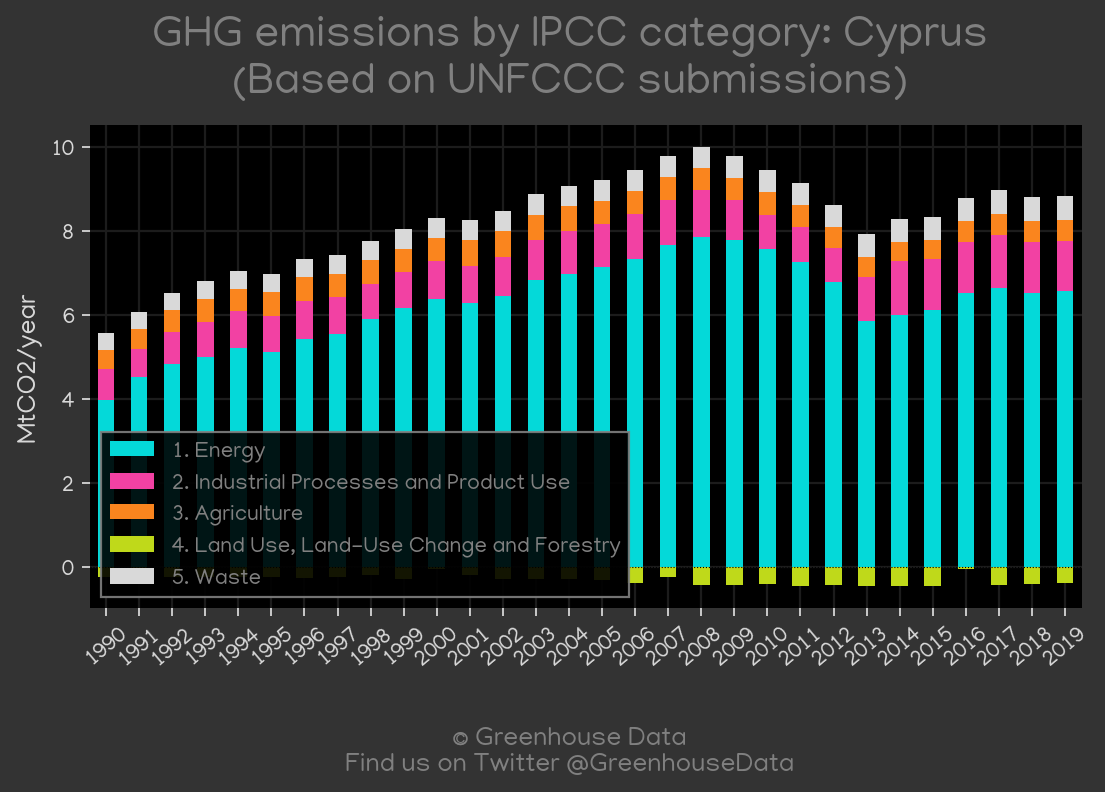 GHG emissions by IPCC category: Cyprus
(Based on UNFCCC submissions)
MtCO2/year
10
8
6
4
2
0
1. Energy
2. Industrial Processes and Product Use
3. Agriculture
4. Land Use, Land-Use Change and Forestry
5. Waste
1990 1991 1992 1993 1994 1995 1996 1997 1998 1999 2000 2001 2002 2003 2004 2005 2006 2007 2008 2009 2010 2011 2012 2013 2014 2015 2016 2017 2018 2019
© Greenhouse Data
Find us on Twitter @GreenhouseData